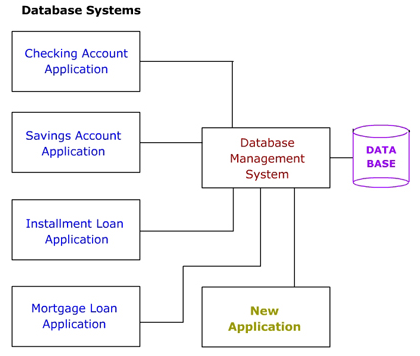 Database Systems
Checking Account
Application
Savings Account
Application
Database
Management
System
DATA
BASE
Installment Loan
Application
Mortgage Loan
Application
New
Application